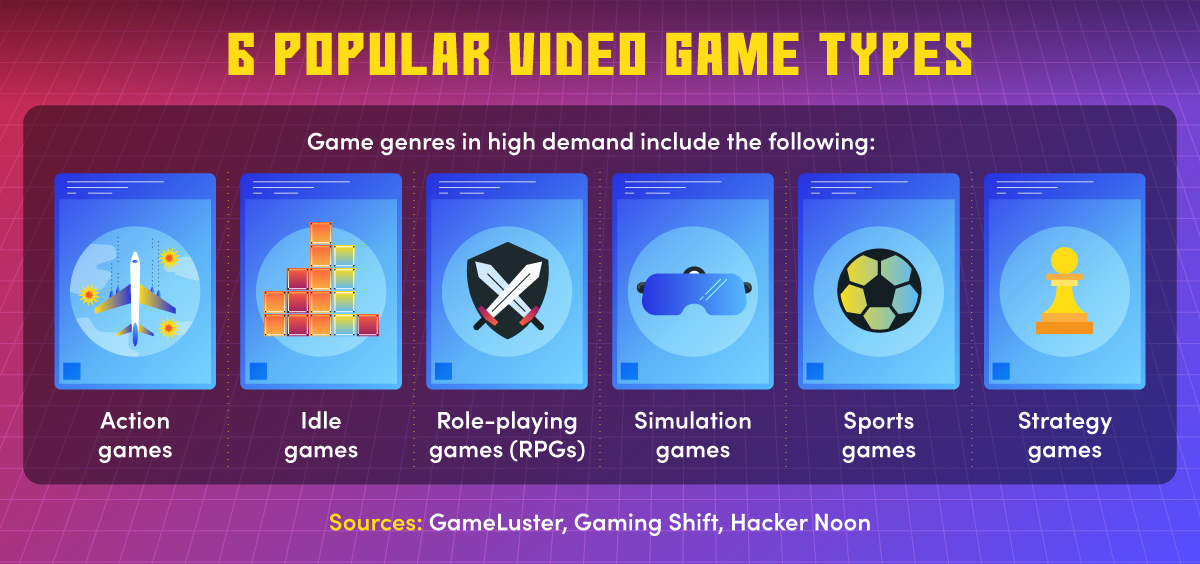 6 POPULAR VIDEO GAME TYPES
Game genres in high demand include the following:
Action
games
Idle
games
Role-playing
games (RPGs)
Simulation
games
Sports
games
Strategy
games
Sources: GameLuster, Gaming Shift, Hacker Noon